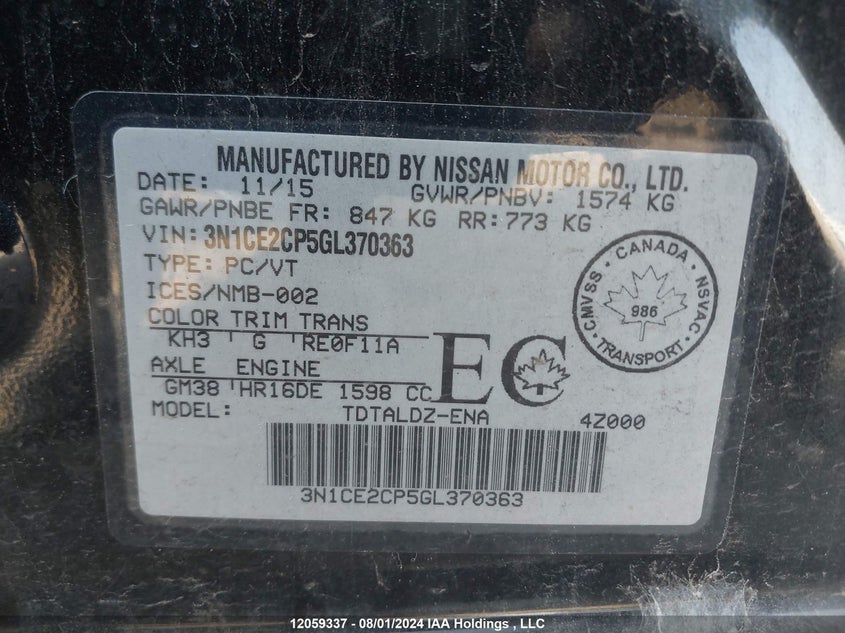 MANUFACTURED BY NISSAN MOTOR CO., LTD.
DATE: 11/15 GVWR/PNBV: 1574 KG
GAWR/PNBE FR: 847 KG RR: 773 KG
VIN: 3N1CE2CP5GL370363
TYPE: PC/VT
ICES/NMB-002
COLOR TRIM TRANS
KH3 G RE0F11A
AXLE ENGINE
GM38 HR16DE 1598 CC
EC
CMVSS • CANADA • NSVAC • TRANSPORT •
986
MODEL: TDTALDZ-ENA 4Z000
3N1CE2CP5GL370363
12059337 - 08/01/2024 IAA Holdings , LLC